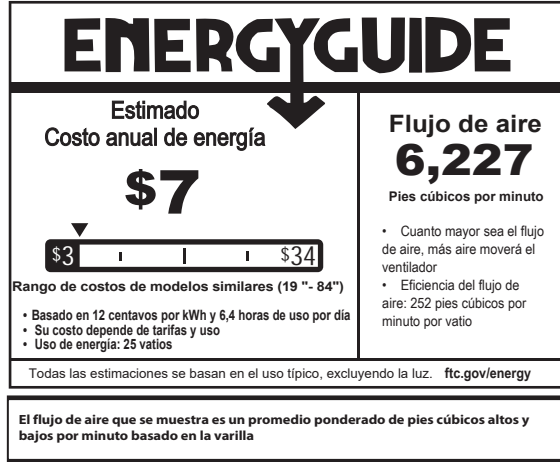 ENERGYGUIDE
Estimado
Costo anual de energía
$7
$3 $34
Rango de costos de modelos similares (19 "- 84")
• Basado en 12 centavos por kWh y 6,4 horas de uso por día
• Su costo depende de tarifas y uso
• Uso de energía: 25 vatios
Flujo de aire
6,227
Pies cúbicos por minuto
• Cuanto mayor sea el flujo
de aire, más aire moverá el
ventilador
• Eficiencia del flujo de
aire: 252 pies cúbicos por
minuto por vatio
Todas las estimaciones se basan en el uso típico, excluyendo la luz. ftc.gov/energy
El flujo de aire que se muestra es un promedio ponderado de pies cúbicos altos y
bajos por minuto basado en la varilla